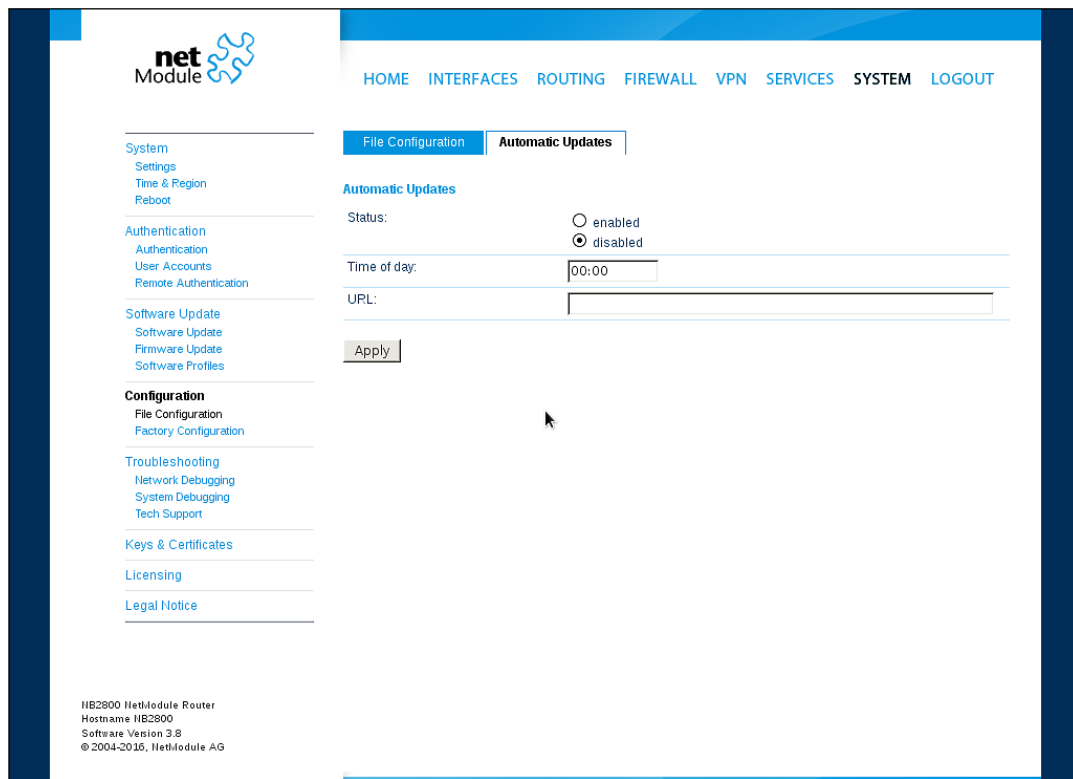 net
Module
HOME INTERFACES ROUTING FIREWALL VPN SERVICES SYSTEM LOGOUT
System
Settings
Time & Region
Reboot
Authentication
Authentication
User Accounts
Remote Authentication
Software Update
Software Update
Firmware Update
Software Profiles
Configuration
File Configuration
Factory Configuration
Troubleshooting
Network Debugging
System Debugging
Tech Support
Keys & Certificates
Licensing
Legal Notice
File Configuration Automatic Updates
Automatic Updates
Status:
enabled
disabled
Time of day: 00:00
URL:
Apply
NB2800 NetModule Router
Hostname NB2800
Software Version 3.8
© 2004-2016, NetModule AG